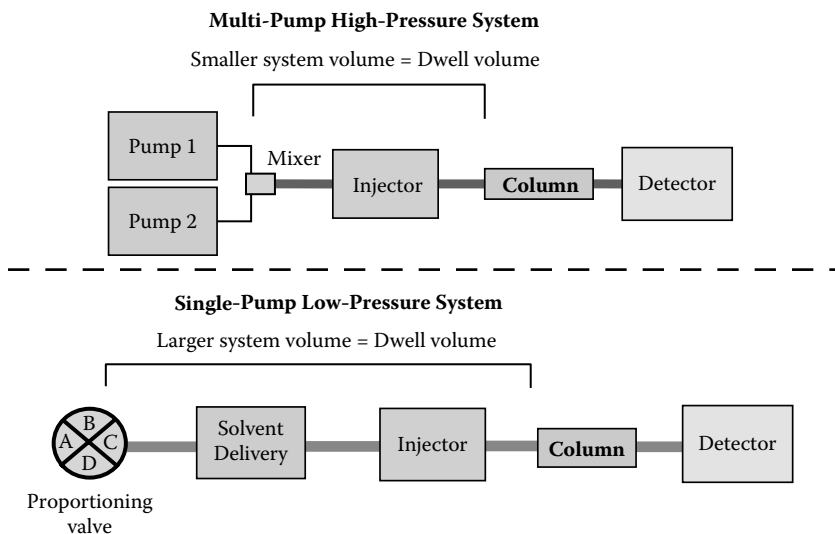 Multi-Pump High-Pressure System
Smaller system volume = Dwell volume
Pump 1
Mixer
Injector
Column
Detector
Pump 2
Single-Pump Low-Pressure System
Larger system volume = Dwell volume
B
A C
D
Solvent
Delivery
Injector
Column
Detector
Proportioning
valve